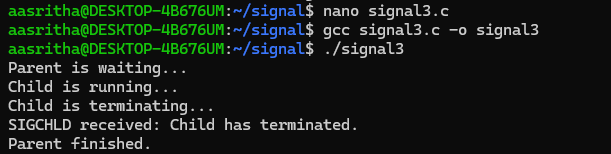 aasritha@DESKTOP-4B676UM:~/signal$ nano signal3.c
aasritha@DESKTOP-4B676UM:~/signal$ gcc signal3.c -o signal3
aasritha@DESKTOP-4B676UM:~/signal$ ./signal3
Parent is waiting...
Child is running...
Child is terminating...
SIGCHLD received: Child has terminated.
Parent finished.